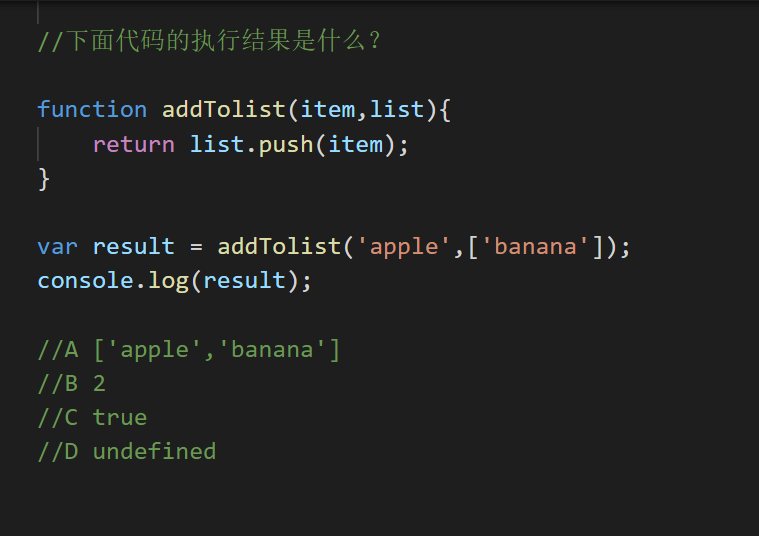 //下面代码的执行结果是什么?
function addTolist(item,list){
    return list.push(item);
}
var result = addTolist('apple',['banana']);
console.log(result);
//A ['apple','banana']
//B 2
//C true
//D undefined